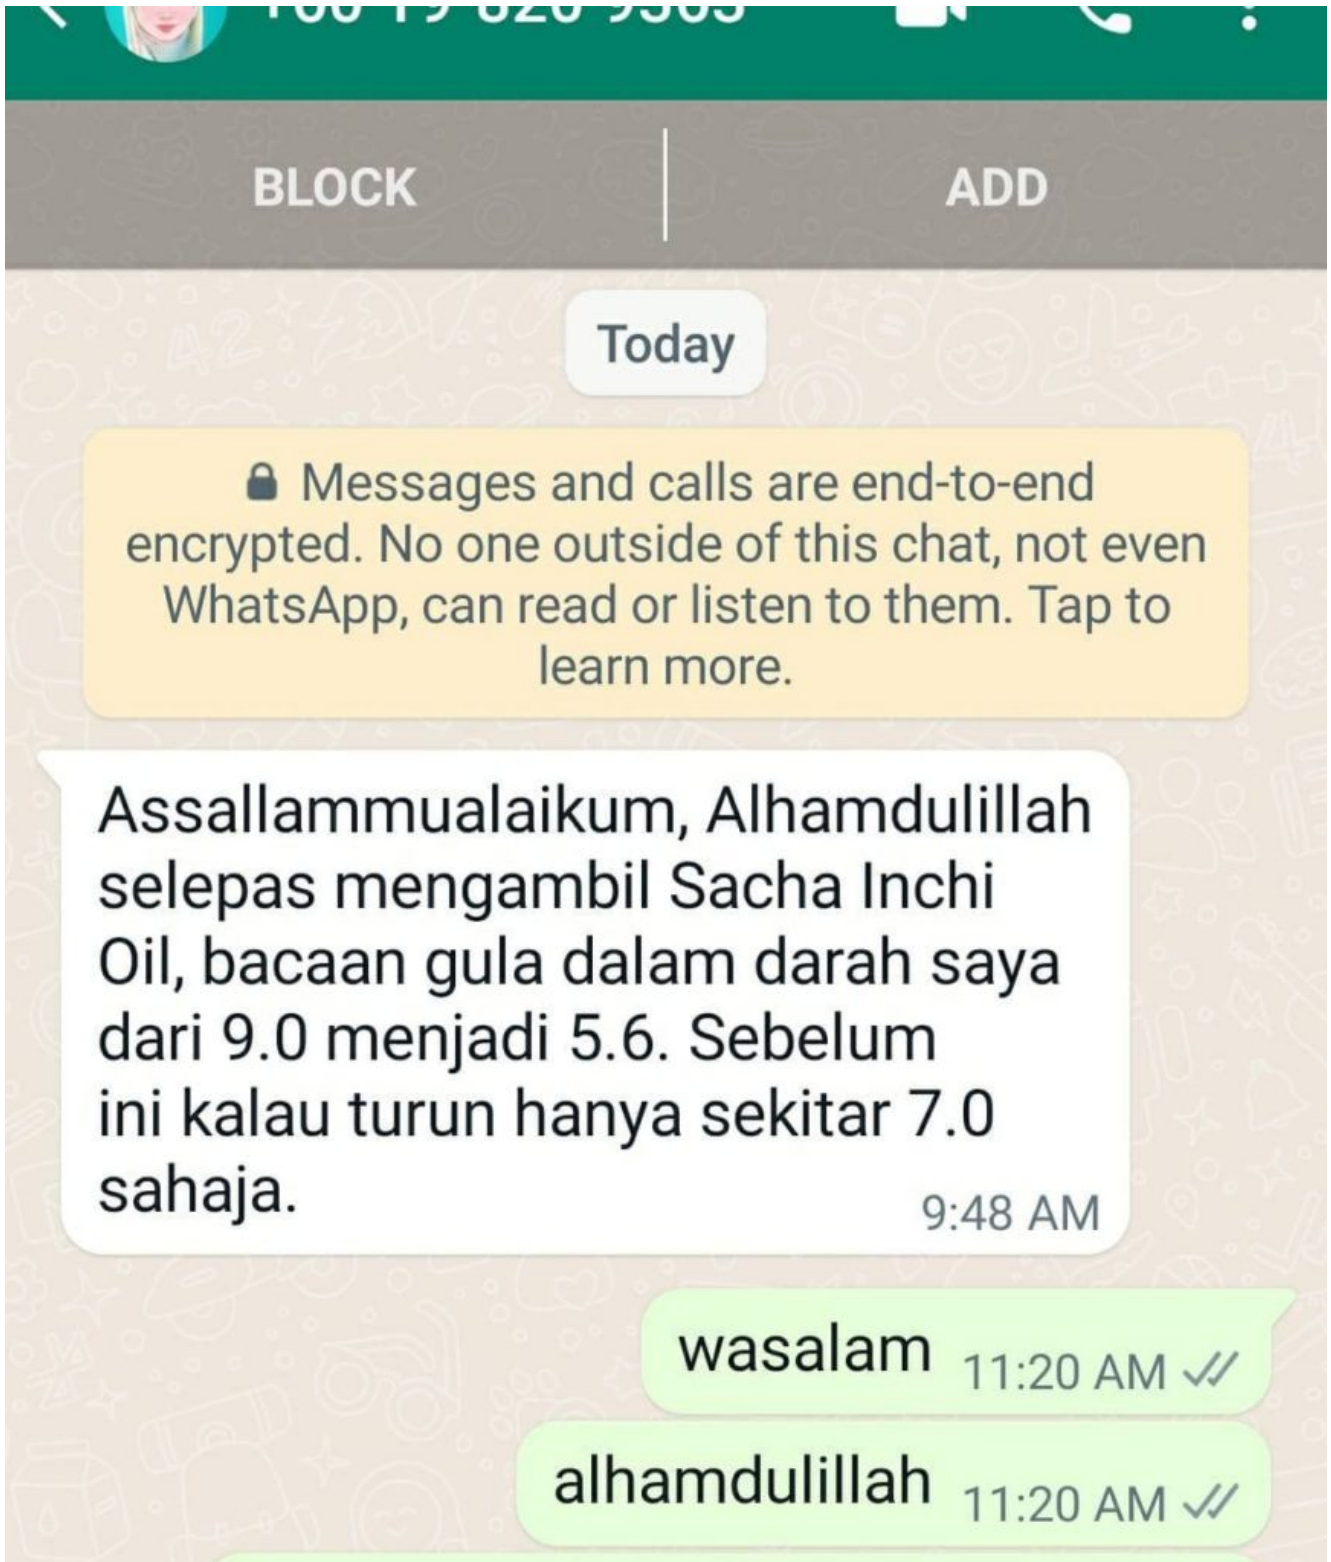 BLOCK
ADD
Today
Messages and calls are end-to-end
encrypted. No one outside of this chat, not even
WhatsApp, can read or listen to them. Tap to
learn more.
Assallammualaikum, Alhamdulillah
selepas mengambil Sacha Inchi
Oil, bacaan gula dalam darah saya
dari 9.0 menjadi 5.6. Sebelum
ini kalau turun hanya sekitar 7.0
sahaja.
9:48 AM
wasalam 11:20 AM
alhamdulillah 11:20 AM